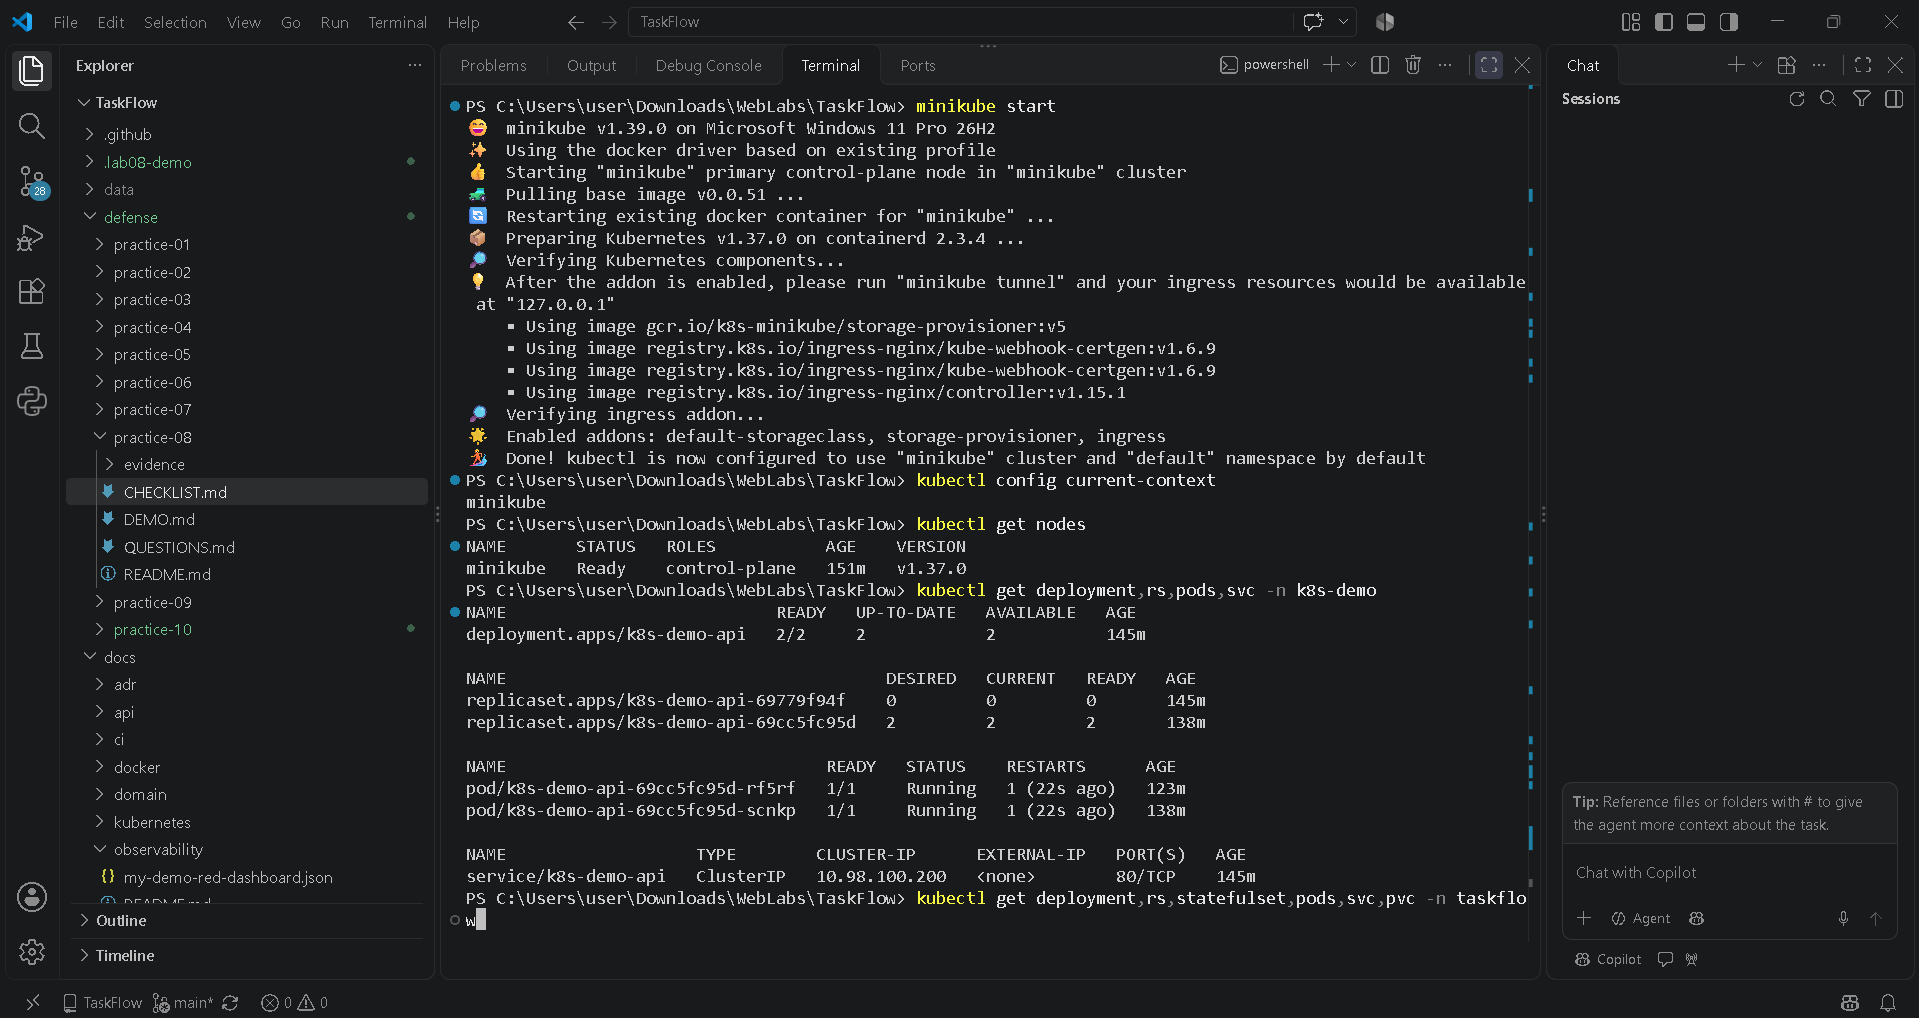 File Edit Selection View Go Run Terminal Help
TaskFlow
Explorer
TaskFlow
.github
.lab08-demo
data
defense
practice-01
practice-02
practice-03
practice-04
practice-05
practice-06
practice-07
practice-08
evidence
CHECKLIST.md
DEMO.md
QUESTIONS.md
README.md
practice-09
practice-10
docs
adr
api
ci
docker
domain
kubernetes
observability
my-demo-red-dashboard.json
README.md
Outline
Timeline
28
Problems Output Debug Console Terminal Ports
powershell
PS C:\Users\user\Downloads\WebLabs\TaskFlow> minikube start
minikube v1.39.0 on Microsoft Windows 11 Pro 26H2
Using the docker driver based on existing profile
Starting "minikube" primary control-plane node in "minikube" cluster
Pulling base image v0.0.51 ...
Restarting existing docker container for "minikube" ...
Preparing Kubernetes v1.37.0 on containerd 2.3.4 ...
Verifying Kubernetes components...
After the addon is enabled, please run "minikube tunnel" and your ingress resources would be available
at "127.0.0.1"
▪ Using image gcr.io/k8s-minikube/storage-provisioner:v5
▪ Using image registry.k8s.io/ingress-nginx/kube-webhook-certgen:v1.6.9
▪ Using image registry.k8s.io/ingress-nginx/kube-webhook-certgen:v1.6.9
▪ Using image registry.k8s.io/ingress-nginx/controller:v1.15.1
Verifying ingress addon...
Enabled addons: default-storageclass, storage-provisioner, ingress
Done! kubectl is now configured to use "minikube" cluster and "default" namespace by default
PS C:\Users\user\Downloads\WebLabs\TaskFlow> kubectl config current-context
minikube
PS C:\Users\user\Downloads\WebLabs\TaskFlow> kubectl get nodes
NAME STATUS ROLES AGE VERSION
minikube Ready control-plane 151m v1.37.0
PS C:\Users\user\Downloads\WebLabs\TaskFlow> kubectl get deployment,rs,pods,svc -n k8s-demo
NAME READY UP-TO-DATE AVAILABLE AGE
deployment.apps/k8s-demo-api 2/2 2 2 145m
NAME DESIRED CURRENT READY AGE
replicaset.apps/k8s-demo-api-69779f94f 0 0 0 145m
replicaset.apps/k8s-demo-api-69cc5fc95d 2 2 2 138m
NAME READY STATUS RESTARTS AGE
pod/k8s-demo-api-69cc5fc95d-rf5rf 1/1 Running 1 (22s ago) 123m
pod/k8s-demo-api-69cc5fc95d-scnkp 1/1 Running 1 (22s ago) 138m
NAME TYPE CLUSTER-IP EXTERNAL-IP PORT(S) AGE
service/k8s-demo-api ClusterIP 10.98.100.200 <none> 80/TCP 145m
PS C:\Users\user\Downloads\WebLabs\TaskFlow> kubectl get deployment,rs,statefulset,pods,svc,pvc -n taskflo
w
Chat
Sessions
Tip: Reference files or folders with # to give
the agent more context about the task.
Chat with Copilot
Agent
Copilot
TaskFlow main* 0 0